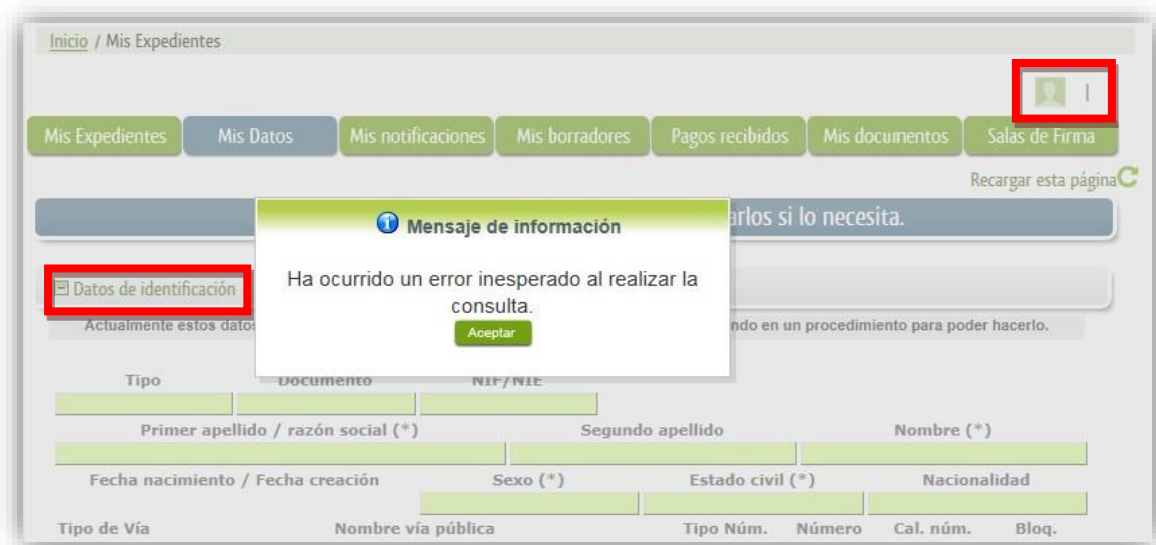 Inicio / Mis Expedientes
Mis Expedientes Mis Datos Mis notificaciones Mis borradores Pagos recibidos Mis documentos Salas de Firma
Recargar esta página
arlos si lo necesita.
Mensaje de información
Ha ocurrido un error inesperado al realizar la
consulta.
Aceptar
Datos de identificación
Actualmente estos datos ndo en un procedimiento para poder hacerlo.
Tipo Documento NIF/NIE
Primer apellido / razón social (*) Segundo apellido Nombre (*)
Fecha nacimiento / Fecha creación Sexo (*) Estado civil (*) Nacionalidad
Tipo de Vía Nombre vía pública Tipo Núm. Número Cal. núm. Bloq.